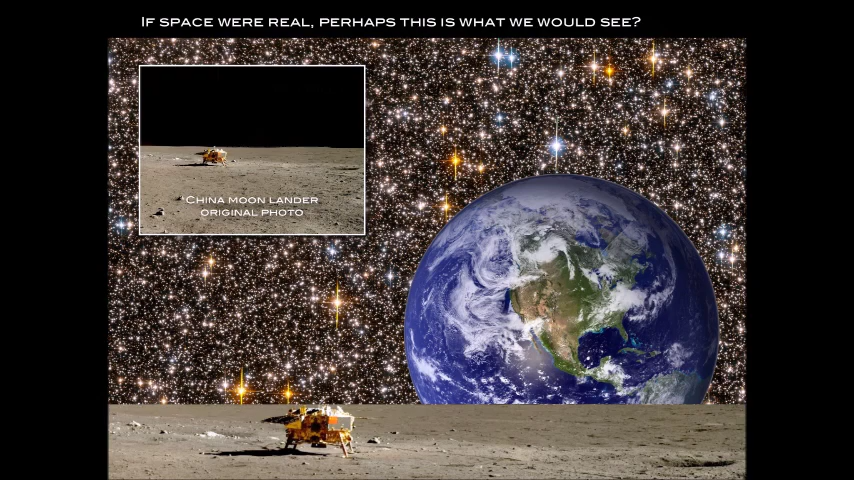 If space were real, perhaps this is what we would see?
*China moon lander
original photo